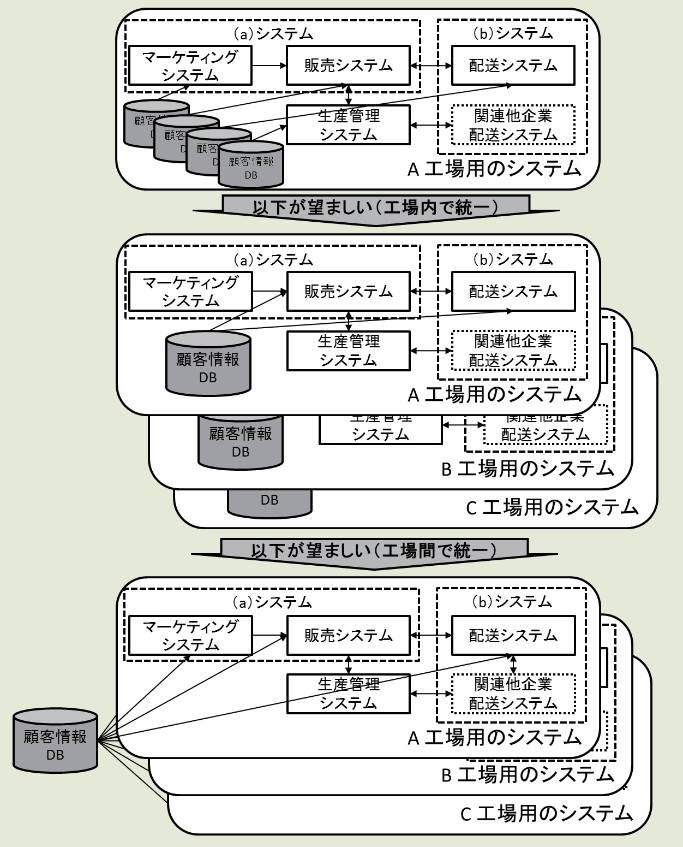 (a)システム
(b)システム
マーケティング
システム
販売システム
配送システム
生産管理
システム
関連他企業
配送システム
顧客情
D
顧客
D
顧客
D
顧客情報
DB
A 工場用のシステム
以下が望ましい(工場内で統一)
(a)システム
(b)システム
マーケティング
システム
販売システム
配送システム
顧客情報
DB
生産管理
システム
関連他企業
配送システム
A 工場用のシステム
顧客情報
DB
生産管理
システム
関連他企業
配送システム
B 工場用のシステム
DB
C 工場用のシステム
以下が望ましい(工場間で統一)
(a)システム
(b)システム
マーケティング
システム
販売システム
配送システム
生産管理
システム
関連他企業
配送システム
顧客情報
DB
A 工場用のシステム
B 工場用のシステム
C 工場用のシステム